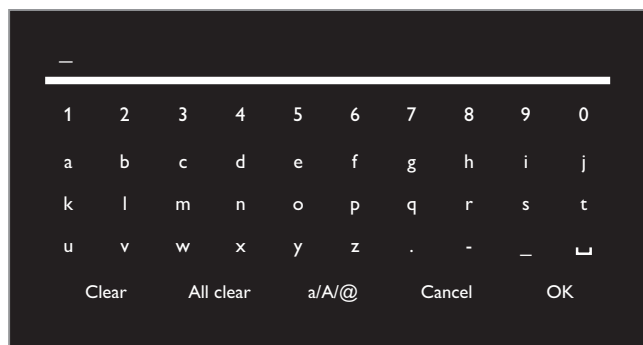 _
1 2 3 4 5 6 7 8 9 0
a b c d e f g h i j
k l m n o p q r s t
u v w x y z . - _ ␣
Clear All clear a/A/@ Cancel OK